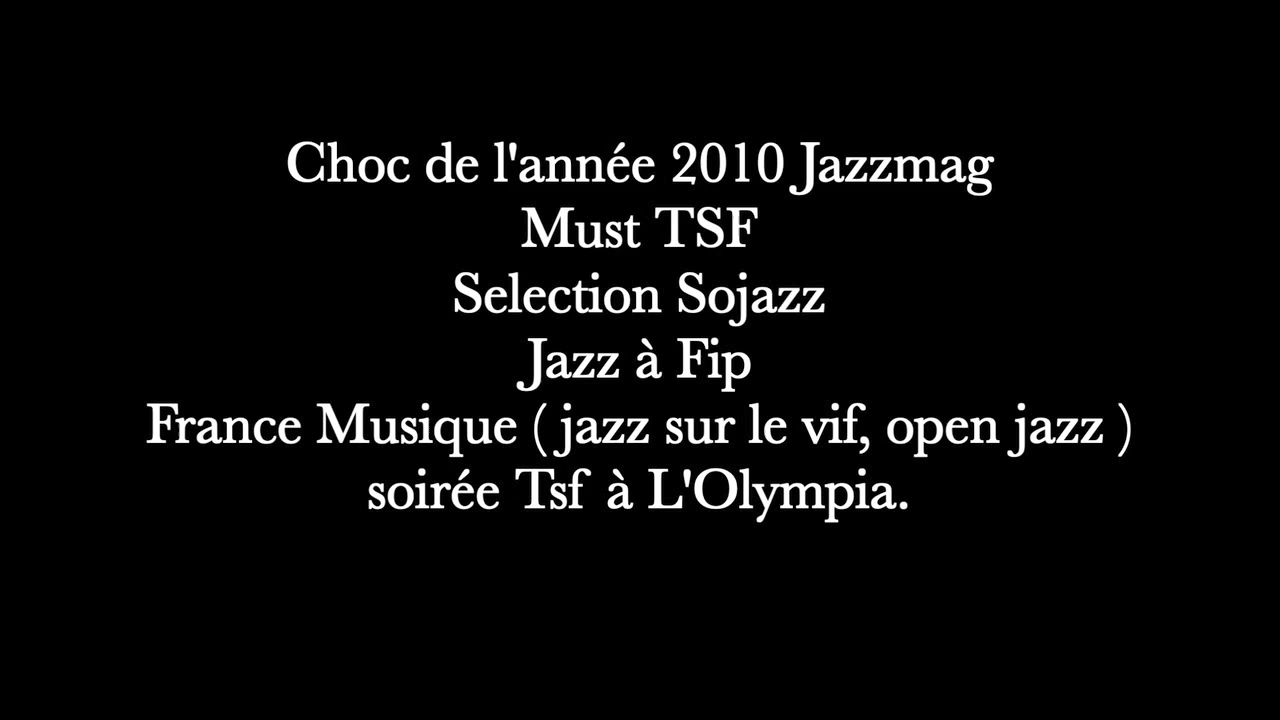 Choc de l'année 2010 Jazzmag
Must TSF
Selection Sojazz
Jazz à Fip
France Musique ( jazz sur le vif, open jazz )
soirée Tsf à L'Olympia.